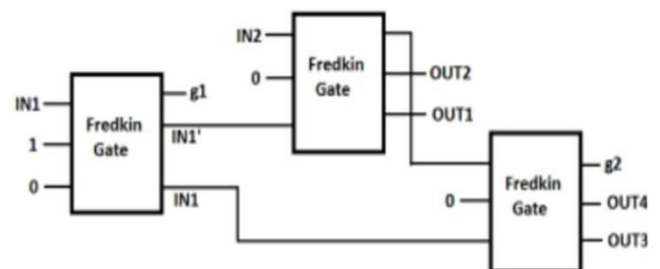 IN1
1
0
Fredkin
Gate
g1
IN1'
IN1
IN2
0
Fredkin
Gate
OUT2
OUT1
0
Fredkin
Gate
g2
OUT4
OUT3